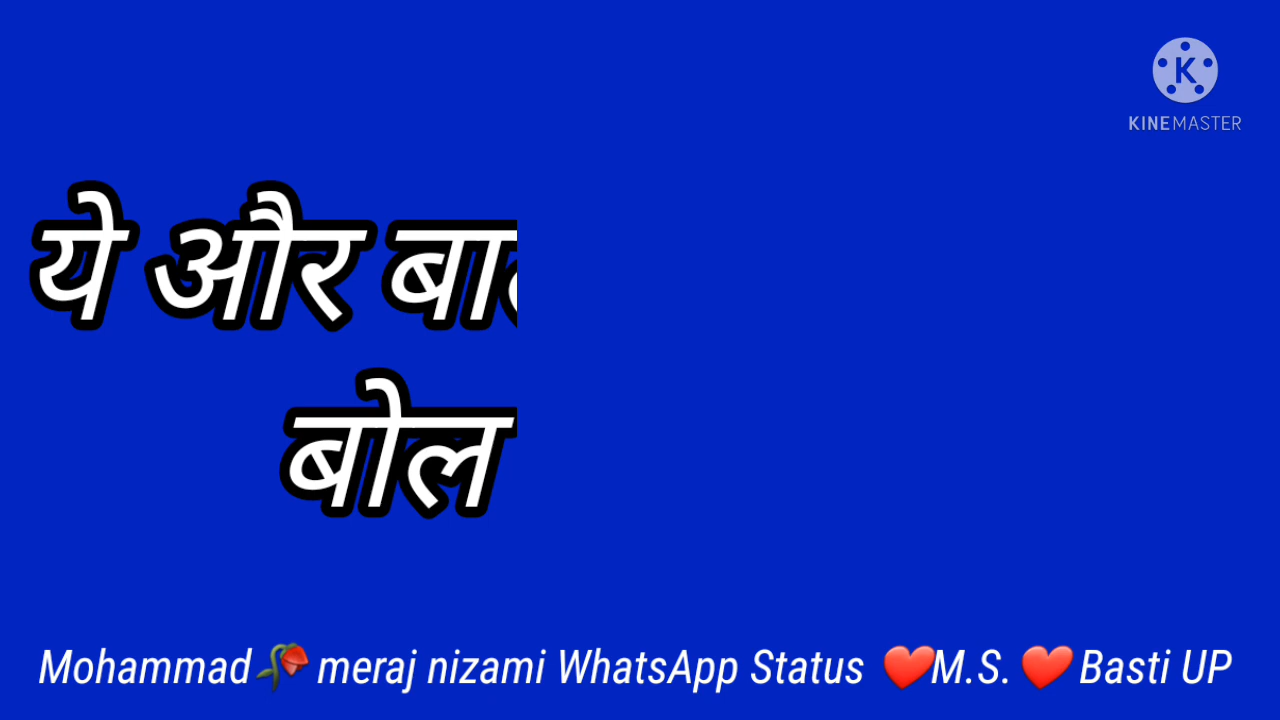 KINEMASTER
ये और
बोल
Mohammad🥀meraj nizami WhatsApp Status ❤️M.S.❤️Basti UP